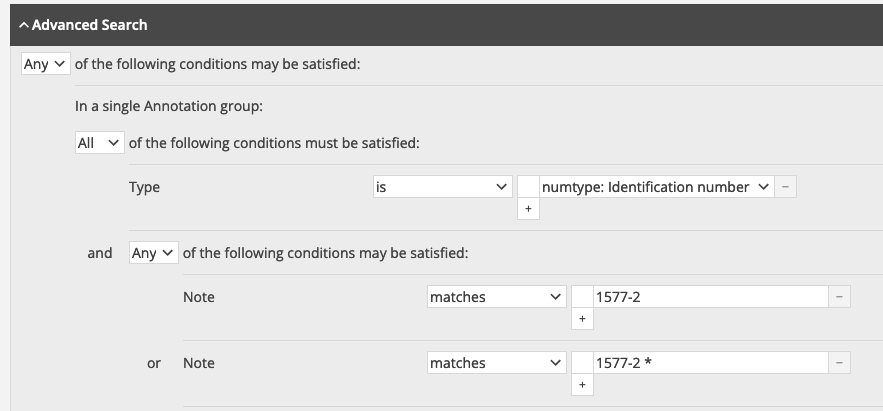 Advanced Search
Any of the following conditions may be satisfied:
In a single Annotation group:
All of the following conditions must be satisfied:
Type is numtype: Identification number −
+
and Any of the following conditions may be satisfied:
Note matches 1577-2 −
+
or Note matches 1577-2 * −
+